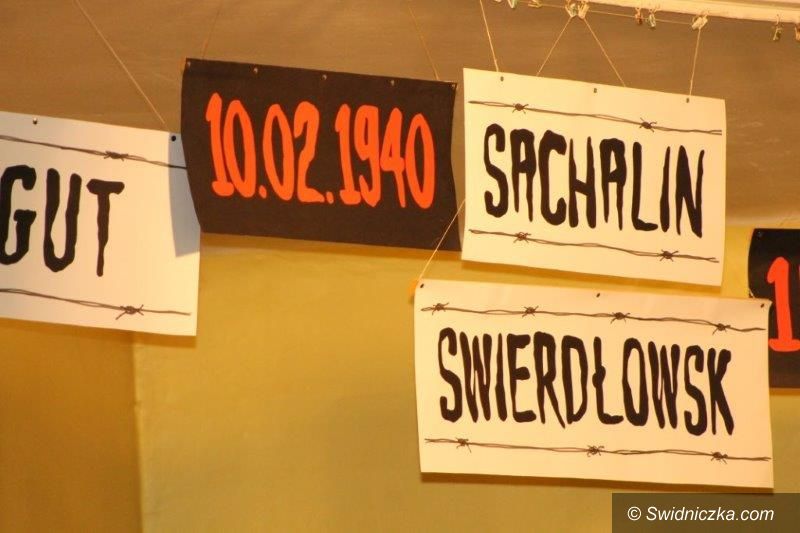 GUT
10.02.1940
SACHALIN
SWIERDŁOWSK
© Swidniczka.com